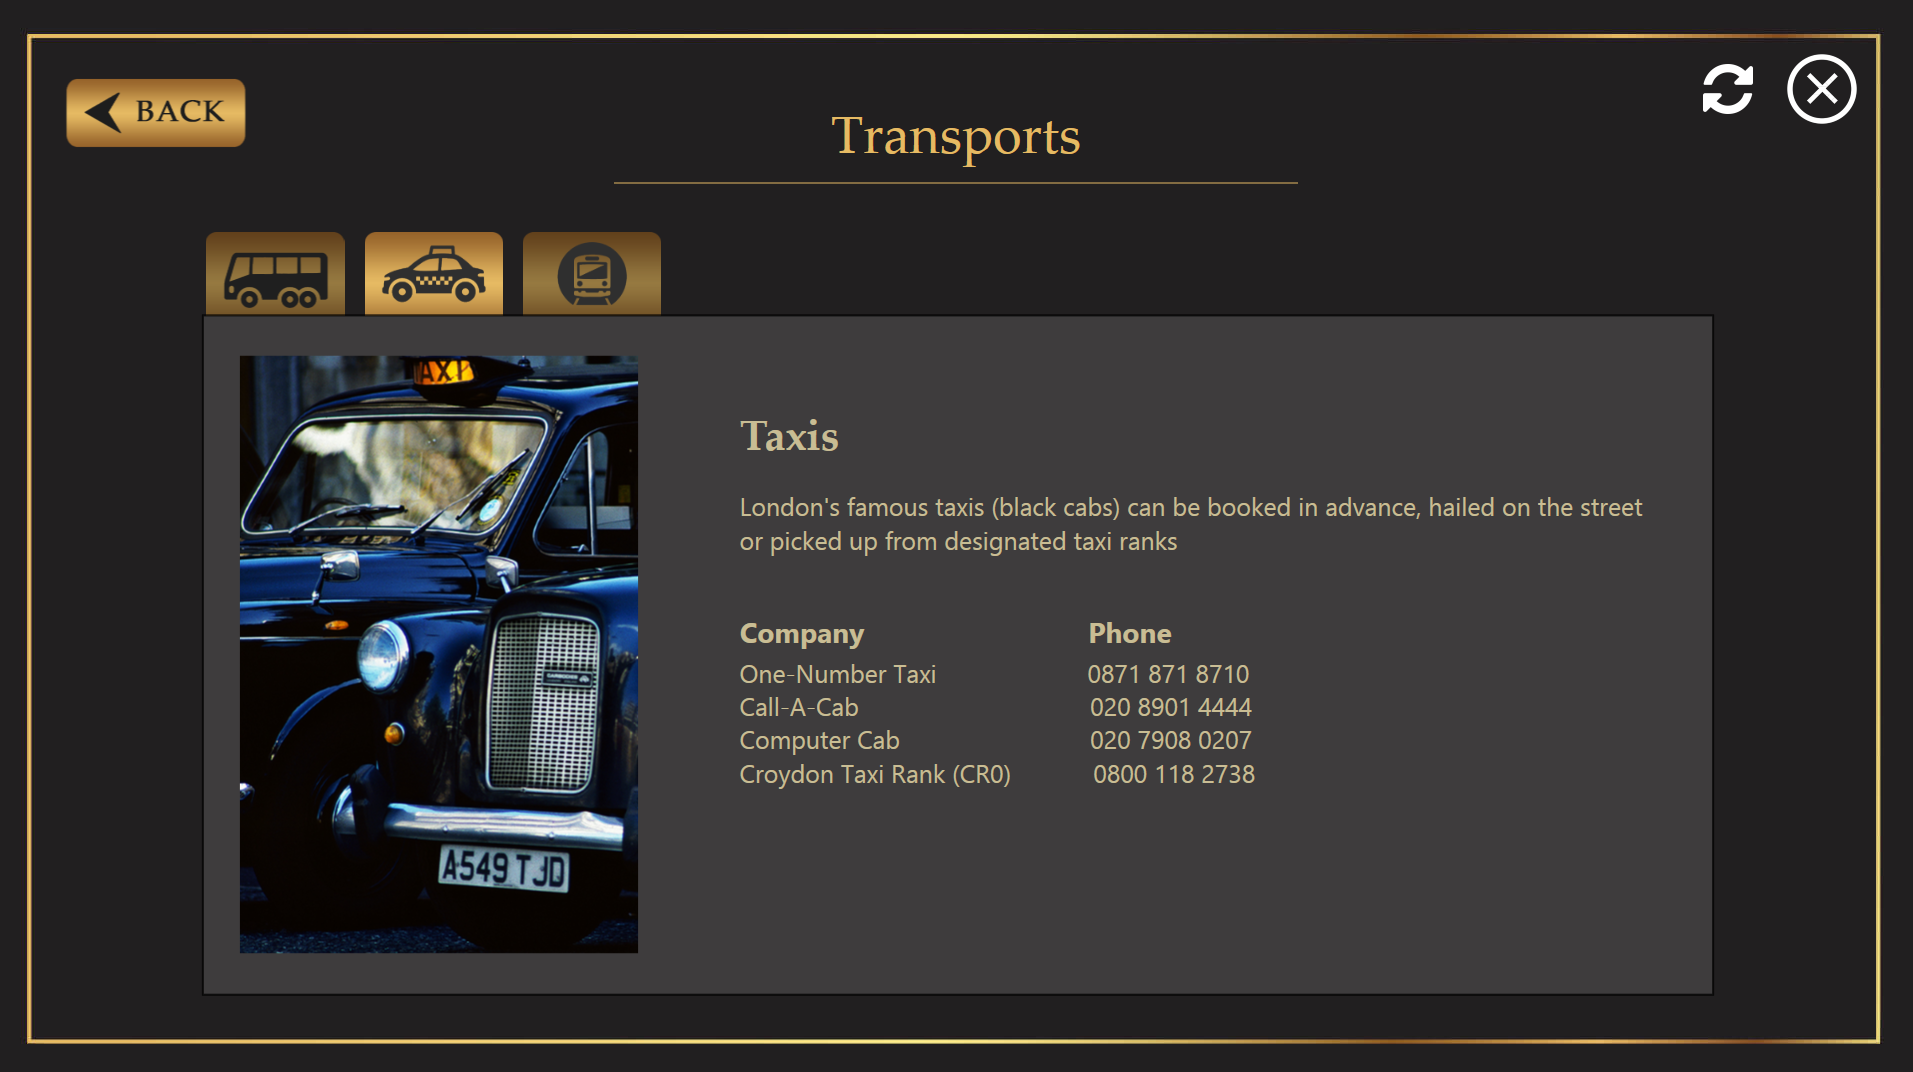 BACK
Transports
TAXI
A549 TJD
Taxis
London's famous taxis (black cabs) can be booked in advance, hailed on the street
or picked up from designated taxi ranks
Company Phone
One-Number Taxi 0871 871 8710
Call-A-Cab 020 8901 4444
Computer Cab 020 7908 0207
Croydon Taxi Rank (CR0) 0800 118 2738